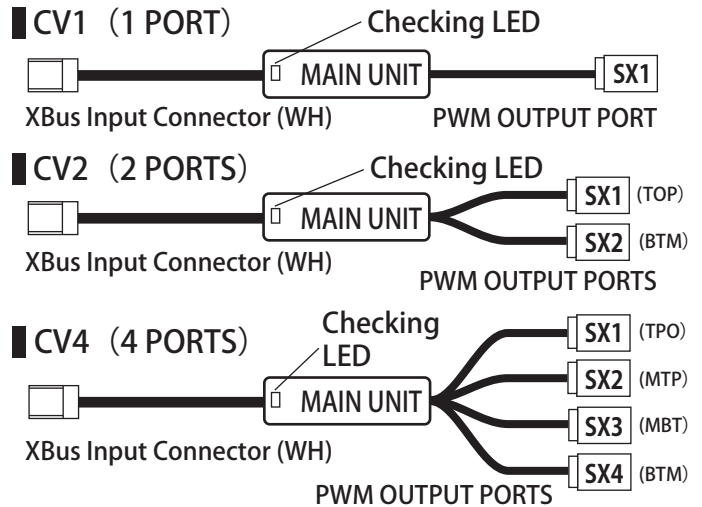 CV1（1 PORT）
Checking LED
MAIN UNIT
SX1
XBus Input Connector (WH)
PWM OUTPUT PORT
CV2（2 PORTS）
Checking LED
MAIN UNIT
SX1 (TOP)
SX2 (BTM)
XBus Input Connector (WH)
PWM OUTPUT PORTS
CV4（4 PORTS）
Checking
LED
MAIN UNIT
SX1 (TPO)
SX2 (MTP)
SX3 (MBT)
SX4 (BTM)
XBus Input Connector (WH)
PWM OUTPUT PORTS